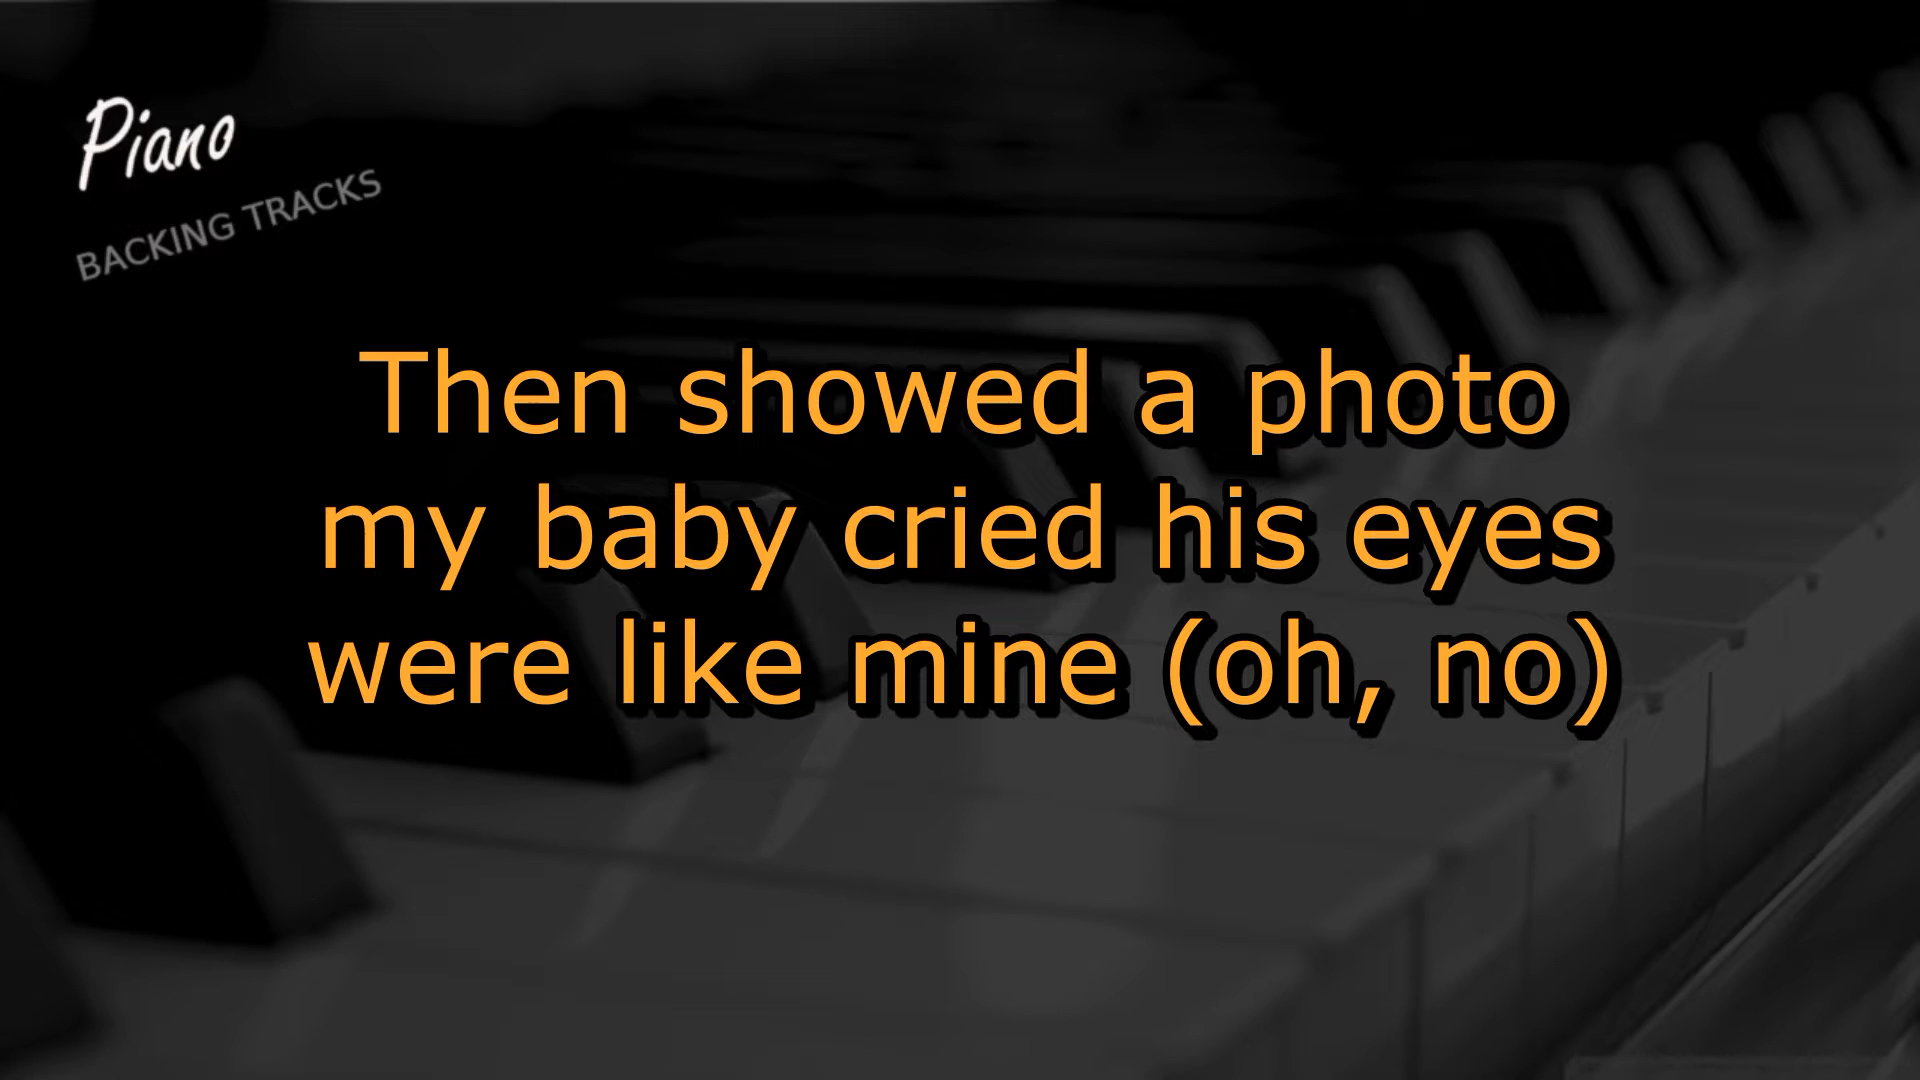 Piano
BACKING TRACKS
Then showed a photo
my baby cried his eyes
were like mine (oh, no)